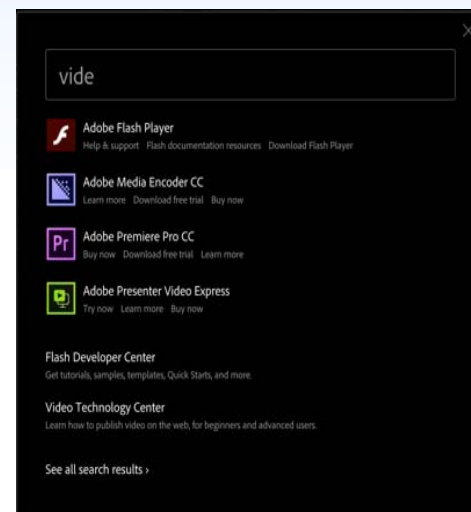 vide
Adobe Flash Player
Help & support Flash documentation resources Download Flash Player
Adobe Media Encoder CC
Learn more Download free trial Buy now
Pr
Adobe Premiere Pro CC
Buy now Download free trial Learn more
Adobe Presenter Video Express
Try now Learn more Buy now
Flash Developer Center
Get tutorials, samples, templates, Quick Starts, and more.
Video Technology Center
Learn how to publish video on the web, for beginners and advanced users.
See all search results ›